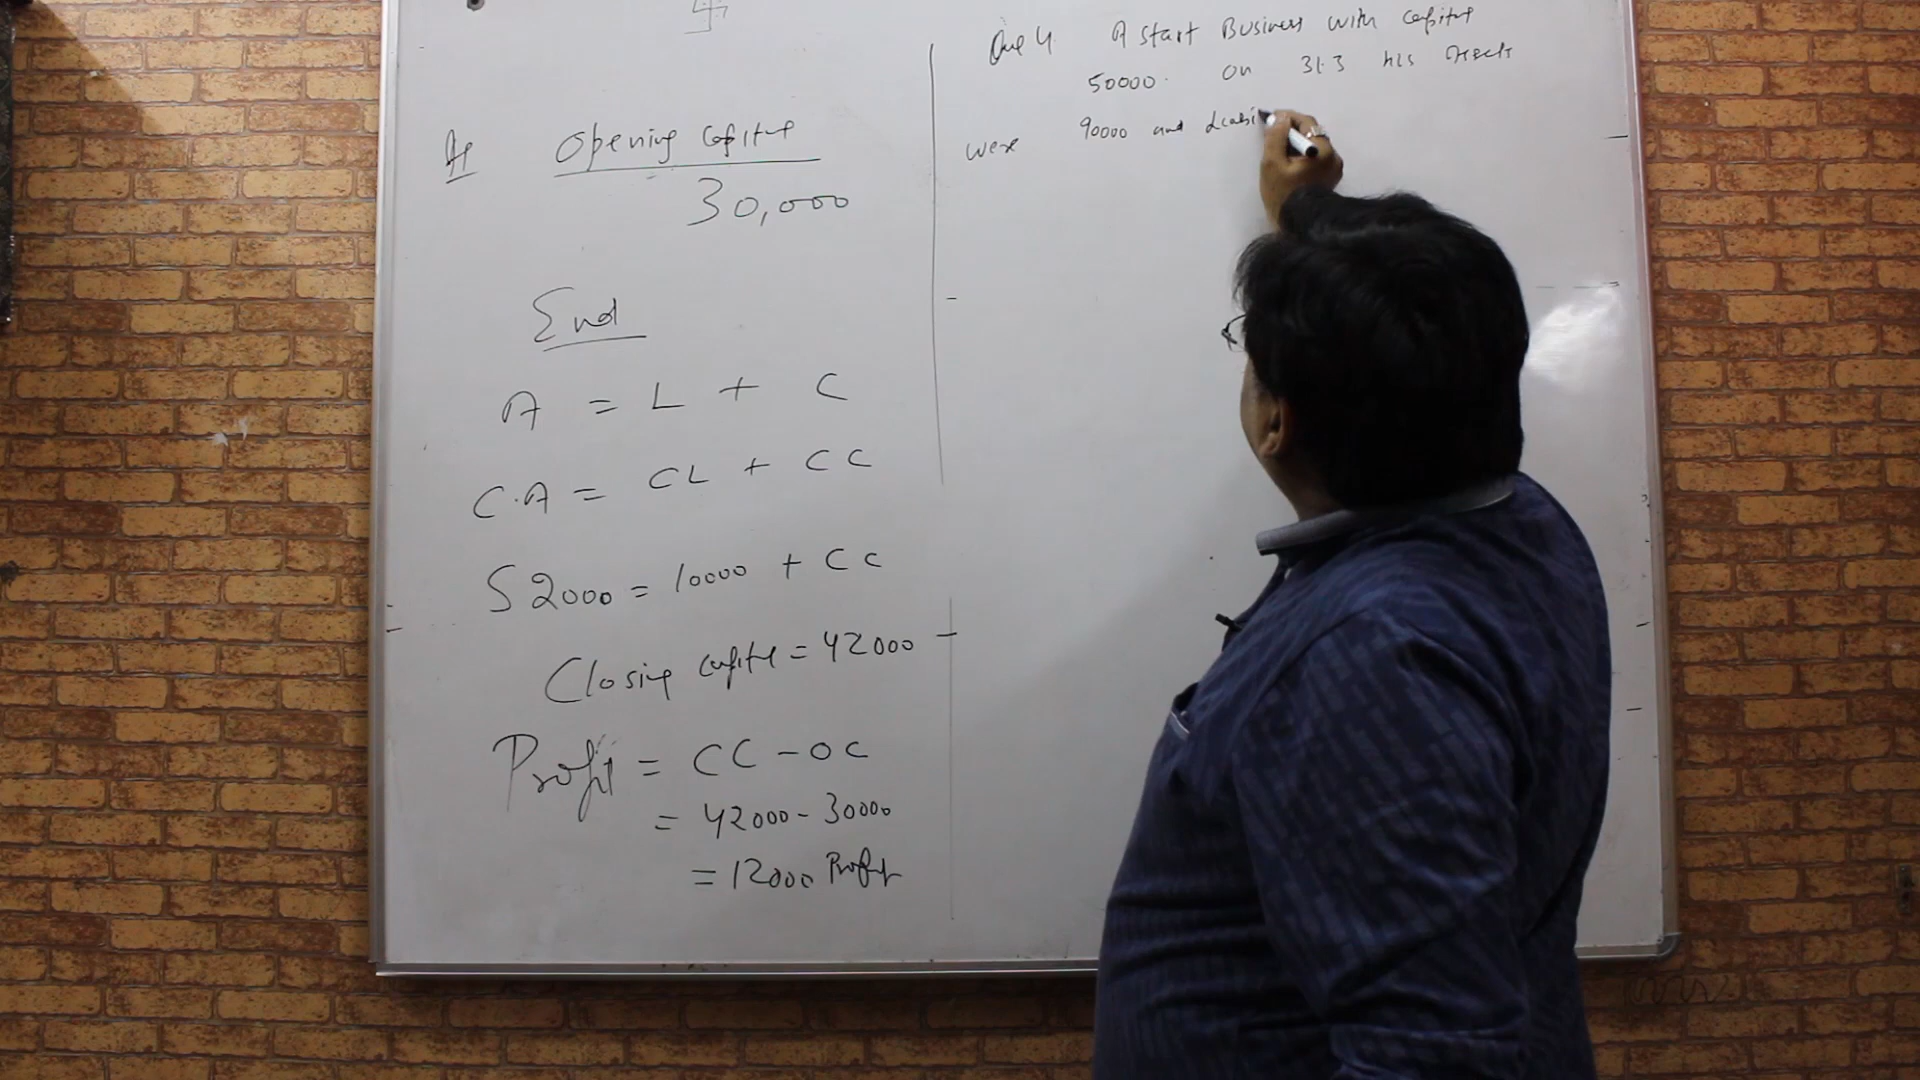 Opening Capital
30,000
End
A = L + C
C.A = CL + CC
52000 = 10000 + CC
Closing capital = 42000
Profit = CC - OC
= 42000 - 30000
= 12000 Profit
Que 4 A start Business with capital
50000. on 31.3 his assets
were 90000 and Liabi